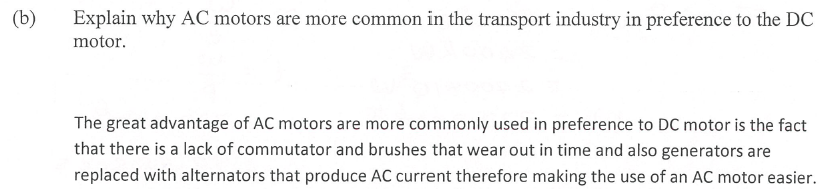 (b) Explain why AC motors are more common in the transport industry in preference to the DC
motor.
The great advantage of AC motors are more commonly used in preference to DC motor is the fact
that there is a lack of commutator and brushes that wear out in time and also generators are
replaced with alternators that produce AC current therefore making the use of an AC motor easier.